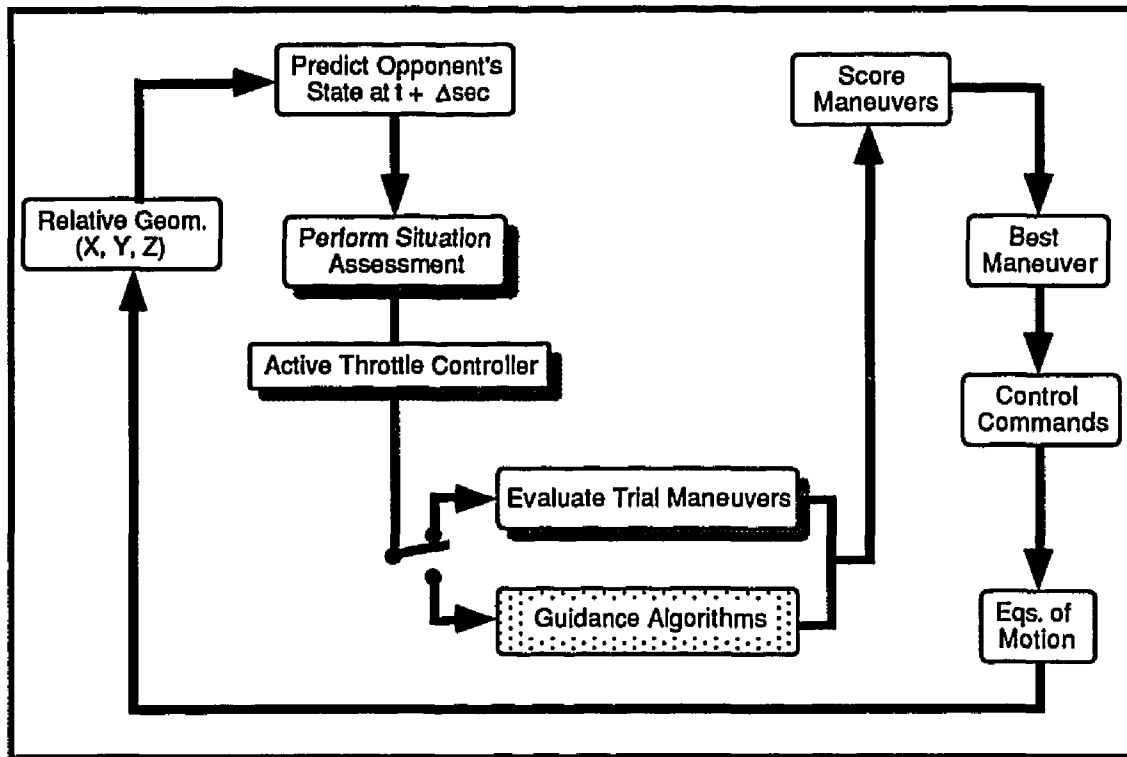 Predict Opponent's
State at t + Δsec
Score
Maneuvers
Relative Geom.
(X, Y, Z)
Perform Situation
Assessment
Best
Maneuver
Active Throttle Controller
Control
Commands
Evaluate Trial Maneuvers
Guidance Algorithms
Eqs. of
Motion